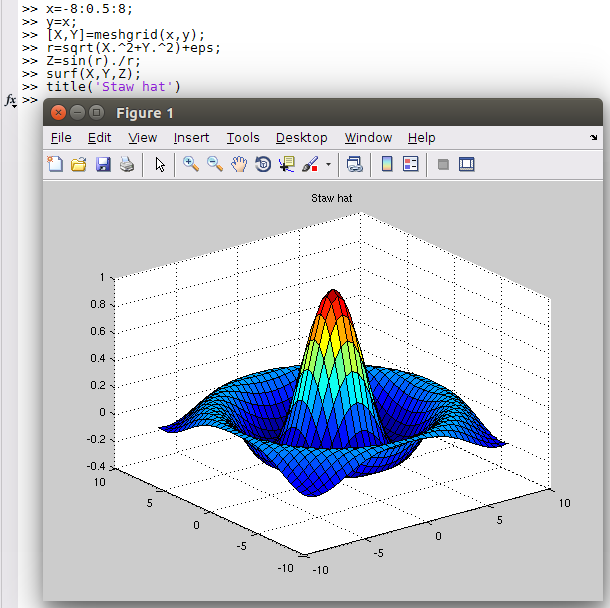 >> x=-8:0.5:8;
>> y=x;
>> [X,Y]=meshgrid(x,y);
>> r=sqrt(X.^2+Y.^2)+eps;
>> Z=sin(r)./r;
>> surf(X,Y,Z);
>> title('Staw hat')
fx >>
Figure 1
File Edit View Insert Tools Desktop Window Help
Staw hat
1
0.8
0.6
0.4
0.2
0
-0.2
-0.4
10
5
0
-5
-10
-10
-5
0
5
10